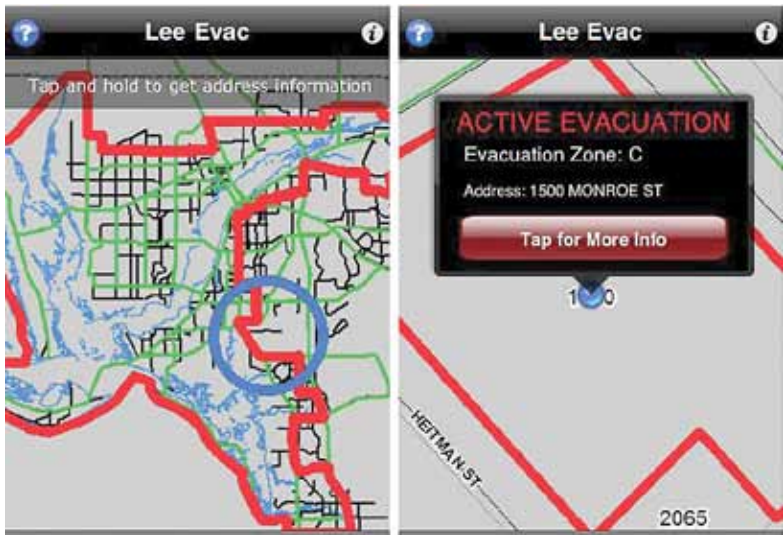 ? Lee Evac i
Tap and hold to get address information
? Lee Evac i
ACTIVE EVACUATION
Evacuation Zone: C
Address: 1500 MONROE ST
Tap for More Info
HEITMAN ST
2065